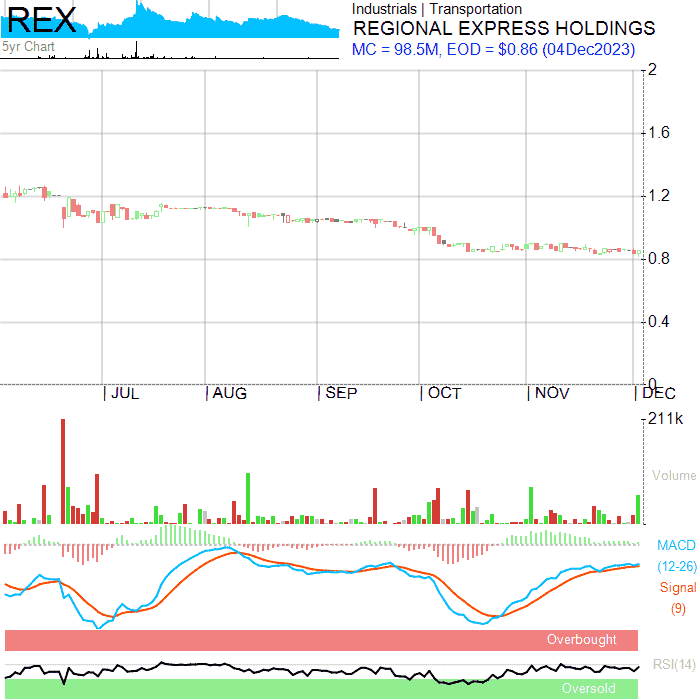 REX
5yr Chart
Industrials | Transportation
REGIONAL EXPRESS HOLDINGS
MC = 98.5M, EOD = $0.86 (04Dec2023)
2
1.6
1.2
0.8
0.4
0
JUL AUG SEP OCT NOV DEC
211k
Volume
MACD
(12-26)
Signal
(9)
Overbought
RSI(14)
Oversold